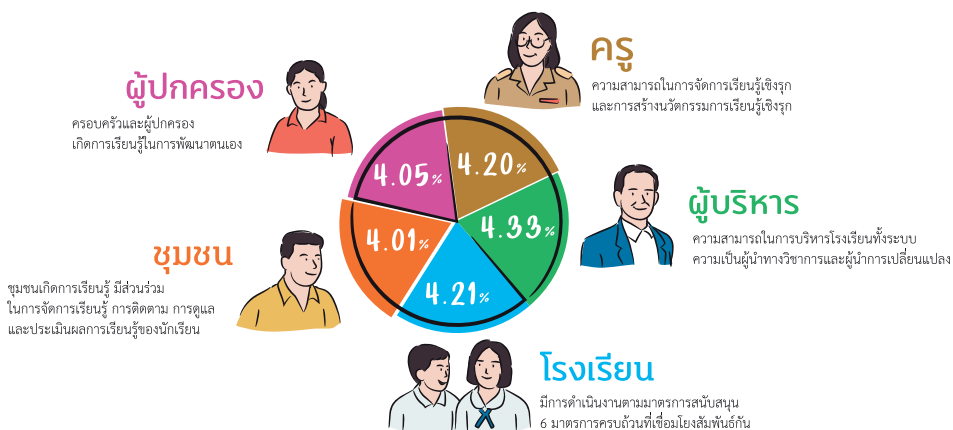 ครู
ความสามารถในการจัดการเรียนรู้เชิงรุก
และการสร้างนวัตกรรมการเรียนรู้เชิงรุก
ผู้ปกครอง
ครอบครัวและผู้ปกครอง
เกิดการเรียนรู้ในการพัฒนาตนเอง
4.05%
4.20%
ผู้บริหาร
ความสามารถในการบริหารโรงเรียนทั้งระบบ
ความเป็นผู้นำทางวิชาการและผู้นำการเปลี่ยนแปลง
4.33%
4.01%
4.21%
ชุมชน
ชุมชนเกิดการเรียนรู้ มีส่วนร่วม
ในการจัดการเรียนรู้ การติดตาม การดูแล
และประเมินผลการเรียนรู้ของนักเรียน
โรงเรียน
มีการดำเนินงานตามมาตรการสนับสนุน
6 มาตรการครบถ้วนที่เชื่อมโยงสัมพันธ์กัน